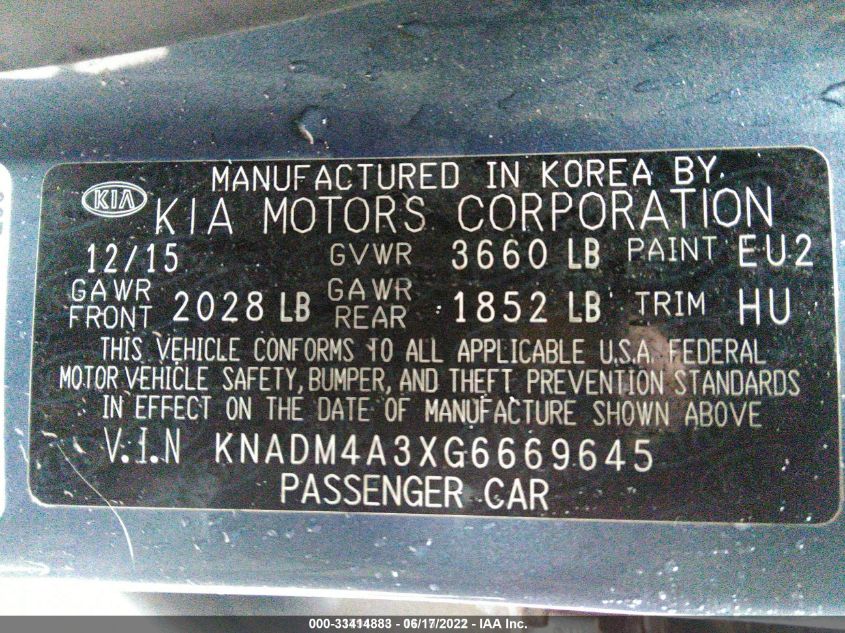 MANUFACTURED IN KOREA BY.
KIA KIA MOTORS CORPORATION
12/15 GVWR 3660 LB PAINT EU2
GAWR FRONT 2028 LB GAWR REAR 1852 LB TRIM HU
THIS VEHICLE CONFORMS TO ALL APPLICABLE U.S.A. FEDERAL
MOTOR VEHICLE SAFETY, BUMPER, AND THEFT PREVENTION STANDARDS
IN EFFECT ON THE DATE OF MANUFACTURE SHOWN ABOVE
V.I.N KNADM4A3XG6669645
PASSENGER CAR
000-33414883 - 06/17/2022 - IAA Inc.